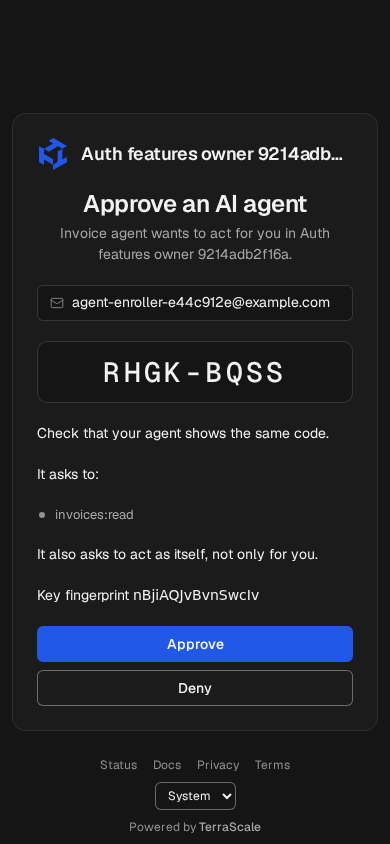 Auth features owner 9214adb...
Approve an AI agent
Invoice agent wants to act for you in Auth
features owner 9214adb2f16a.
agent-enroller-e44c912e@example.com
RHGK-BQSS
Check that your agent shows the same code.
It asks to:
invoices:read
It also asks to act as itself, not only for you.
Key fingerprint nBjiAQJvBvnSwcIv
Approve
Deny
Status Docs Privacy Terms
System
Powered by TerraScale